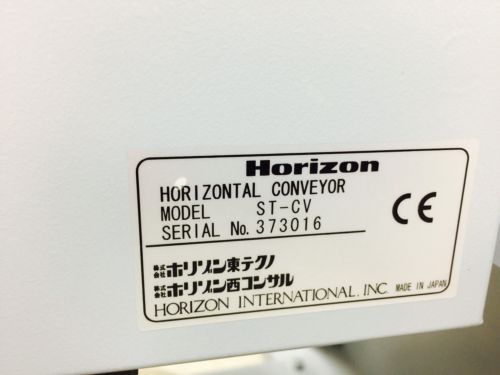 Horizon
HORIZONTAL CONVEYOR
MODEL ST-CV
SERIAL No. 373016
CE
株式会社 ホリゾン東テクノ
株式会社 ホリゾン西コンサル
HORIZON INTERNATIONAL. INC. MADE IN JAPAN